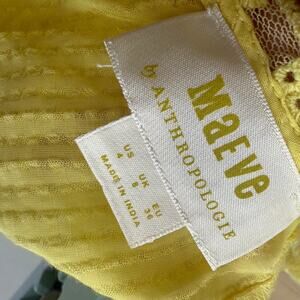 MAEVE
by ANTHROPOLOGIE
US UK EU
4 8 36
MADE IN INDIA